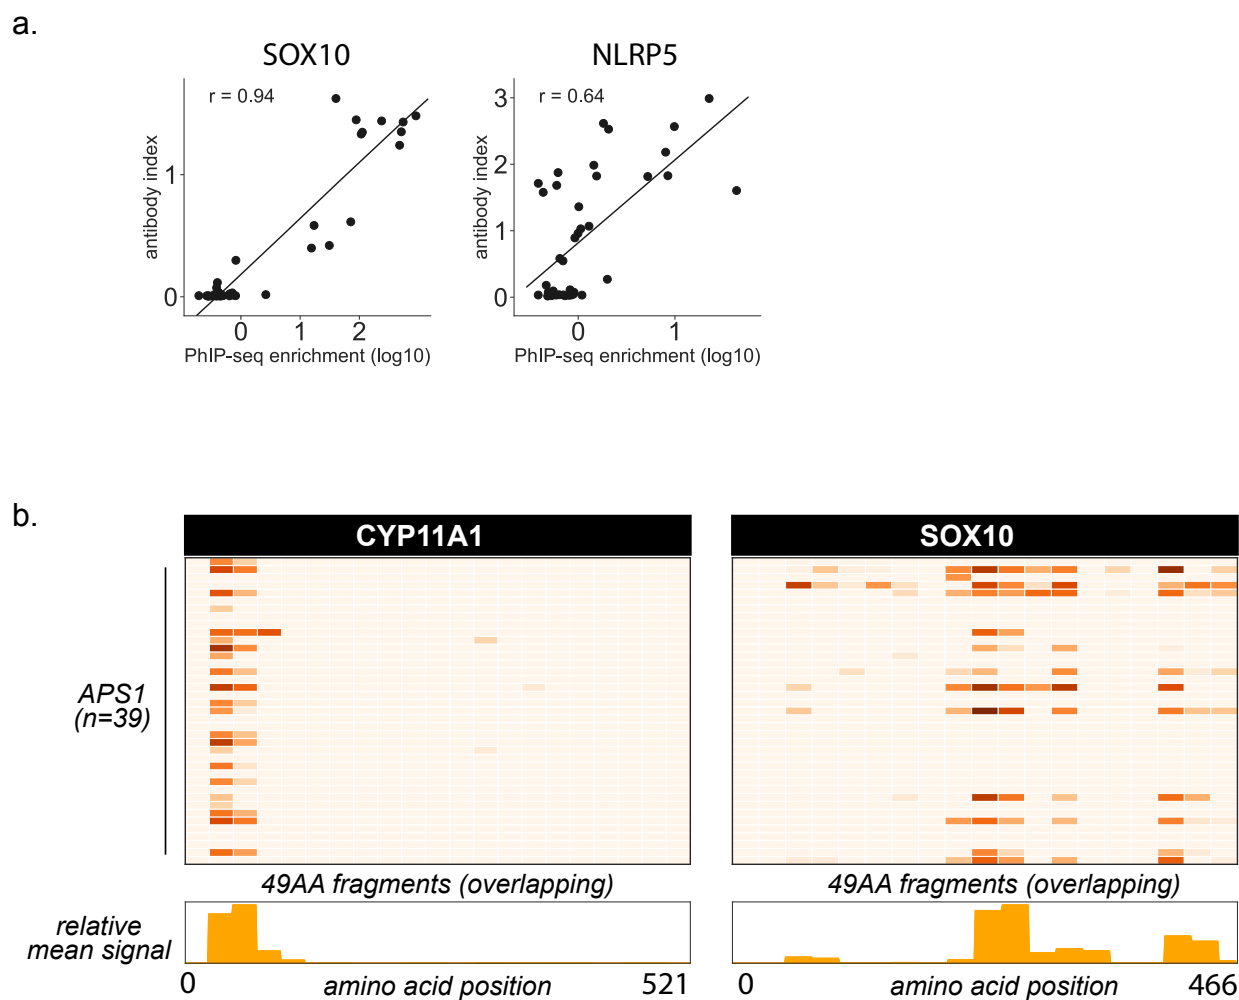 a.
SOX10
r = 0.94
antibody index
1
0
0 1 2
PhIP-seq enrichment (log10)
NLRP5
r = 0.64
antibody index
3
2
1
0
0 1
PhIP-seq enrichment (log10)
b.
CYP11A1
SOX10
APS1
(n=39)
49AA fragments (overlapping)
49AA fragments (overlapping)
relative
mean signal
0 amino acid position 521
0 amino acid position 466